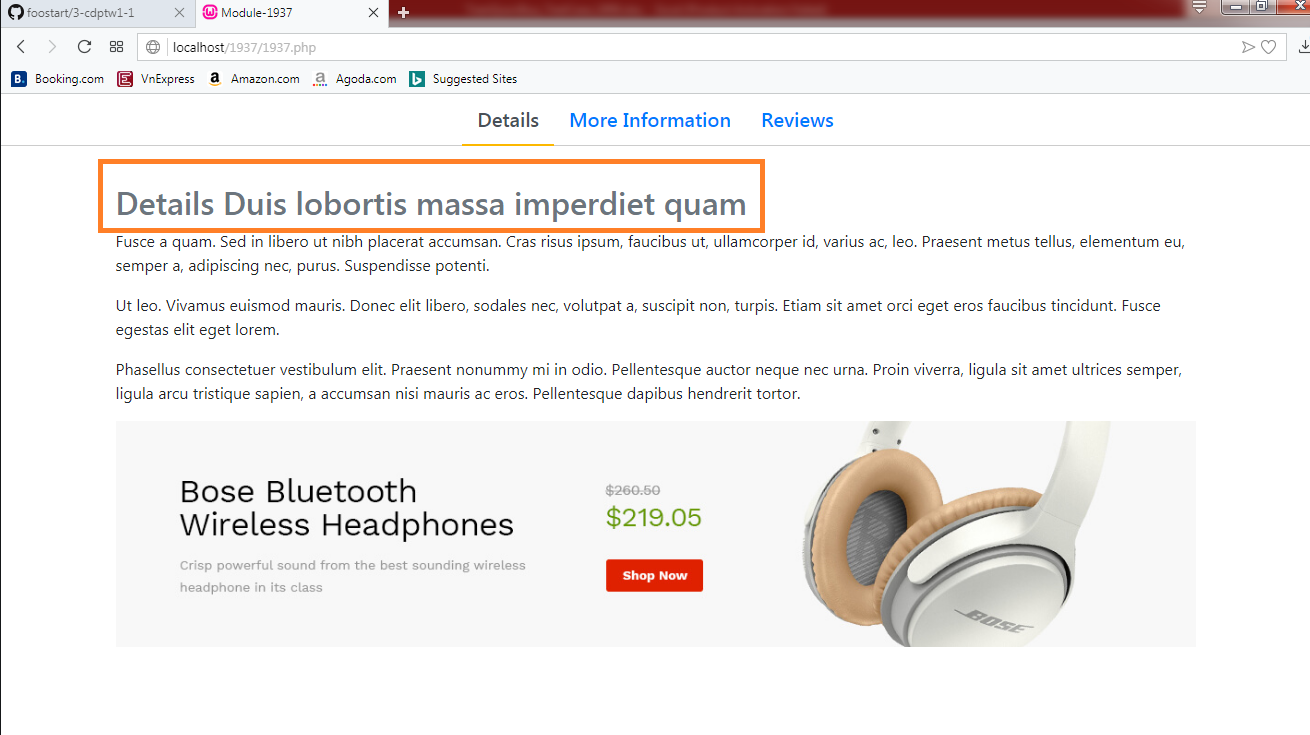 foostart/3-cdptw1-1
Module-1937
localhost/1937/1937.php
B. Booking.com
VnExpress
Amazon.com
Agoda.com
Suggested Sites
Details
More Information
Reviews
Details Duis lobortis massa imperdiet quam
Fusce a quam. Sed in libero ut nibh placerat accumsan. Cras risus ipsum, faucibus ut, ullamcorper id, varius ac, leo. Praesent metus tellus, elementum eu,
semper a, adipiscing nec, purus. Suspendisse potenti.
Ut leo. Vivamus euismod mauris. Donec elit libero, sodales nec, volutpat a, suscipit non, turpis. Etiam sit amet orci eget eros faucibus tincidunt. Fusce
egestas elit eget lorem.
Phasellus consectetuer vestibulum elit. Praesent nonummy mi in odio. Pellentesque auctor neque nec urna. Proin viverra, ligula sit amet ultrices semper,
ligula arcu tristique sapien, a accumsan nisi mauris ac eros. Pellentesque dapibus hendrerit tortor.
Bose Bluetooth
Wireless Headphones
Crisp powerful sound from the best sounding wireless
headphone in its class
$260.50
$219.05
Shop Now
BOSE